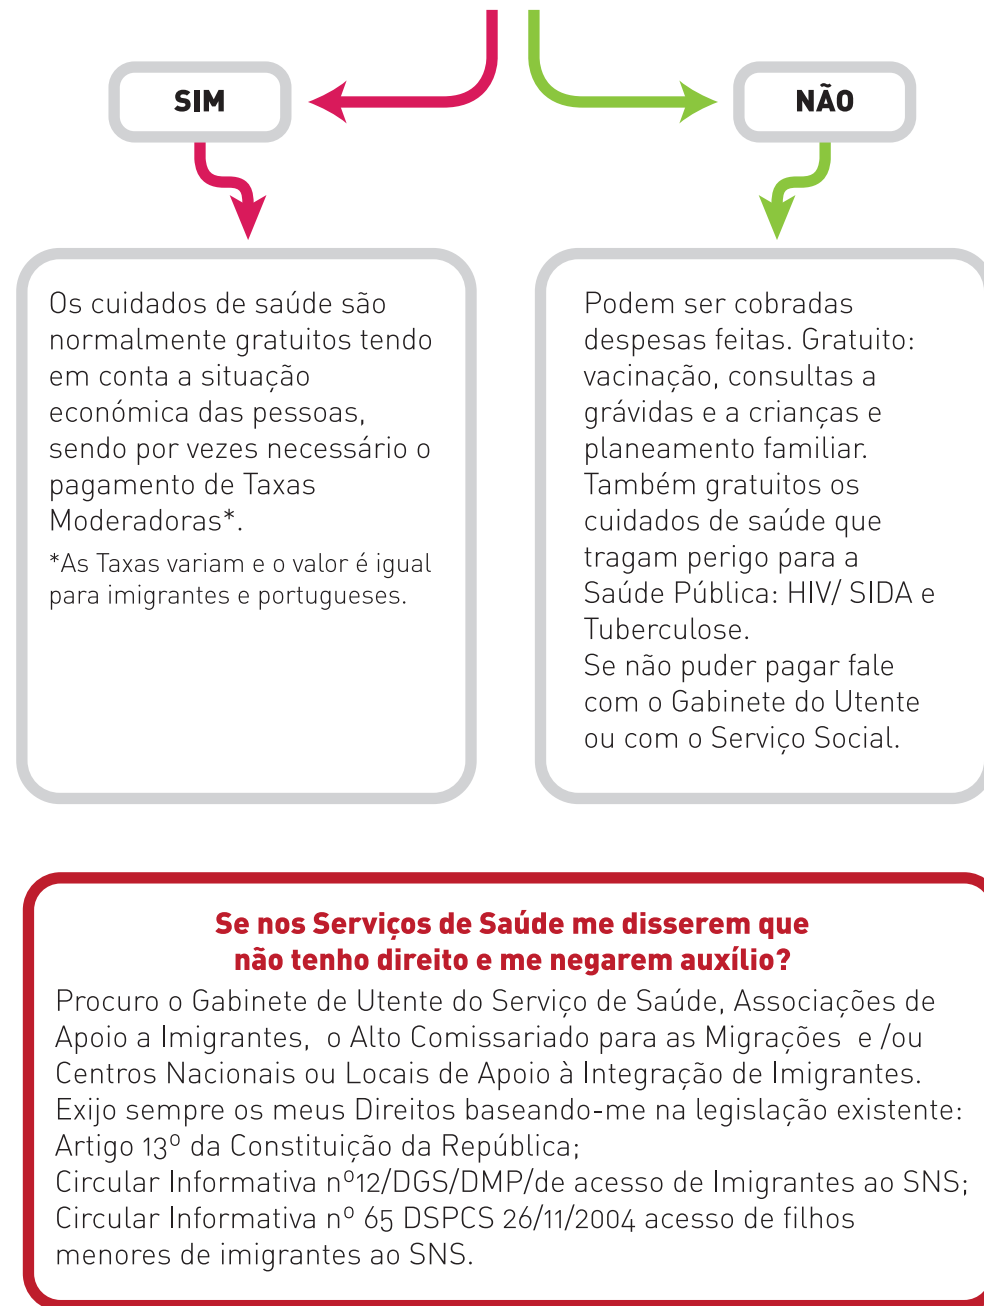 SIM
NÃO
Os cuidados de saúde são
normalmente gratuitos tendo
em conta a situação
económica das pessoas,
sendo por vezes necessário o
pagamento de Taxas
Moderadoras*.
*As Taxas variam e o valor é igual
para imigrantes e portugueses.
Podem ser cobradas
despesas feitas. Gratuito:
vacinação, consultas a
grávidas e a crianças e
planeamento familiar.
Também gratuitos os
cuidados de saúde que
tragam perigo para a
Saúde Pública: HIV/ SIDA e
Tuberculose.
Se não puder pagar fale
com o Gabinete do Utente
ou com o Serviço Social.
Se nos Serviços de Saúde me disserem que
não tenho direito e me negarem auxílio?
Procuro o Gabinete de Utente do Serviço de Saúde, Associações de
Apoio a Imigrantes,  o Alto Comissariado para as Migrações  e /ou
Centros Nacionais ou Locais de Apoio à Integração de Imigrantes.
Exijo sempre os meus Direitos baseando-me na legislação existente:
Artigo 13º da Constituição da República;
Circular Informativa nº12/DGS/DMP/de acesso de Imigrantes ao SNS;
Circular Informativa nº 65 DSPCS 26/11/2004 acesso de filhos
menores de imigrantes ao SNS.